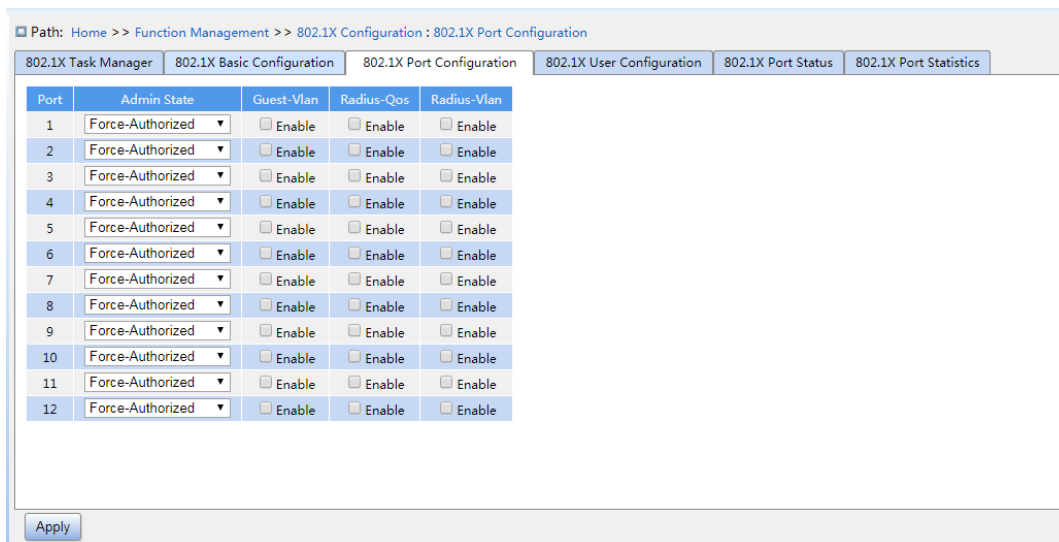 Path: Home >> Function Management >> 802.1X Configuration : 802.1X Port Configuration
802.1X Task Manager 802.1X Basic Configuration 802.1X Port Configuration 802.1X User Configuration 802.1X Port Status 802.1X Port Statistics
Port Admin State Guest-Vlan Radius-Qos Radius-Vlan
1 Force-Authorized Enable Enable Enable
2 Force-Authorized Enable Enable Enable
3 Force-Authorized Enable Enable Enable
4 Force-Authorized Enable Enable Enable
5 Force-Authorized Enable Enable Enable
6 Force-Authorized Enable Enable Enable
7 Force-Authorized Enable Enable Enable
8 Force-Authorized Enable Enable Enable
9 Force-Authorized Enable Enable Enable
10 Force-Authorized Enable Enable Enable
11 Force-Authorized Enable Enable Enable
12 Force-Authorized Enable Enable Enable
Apply